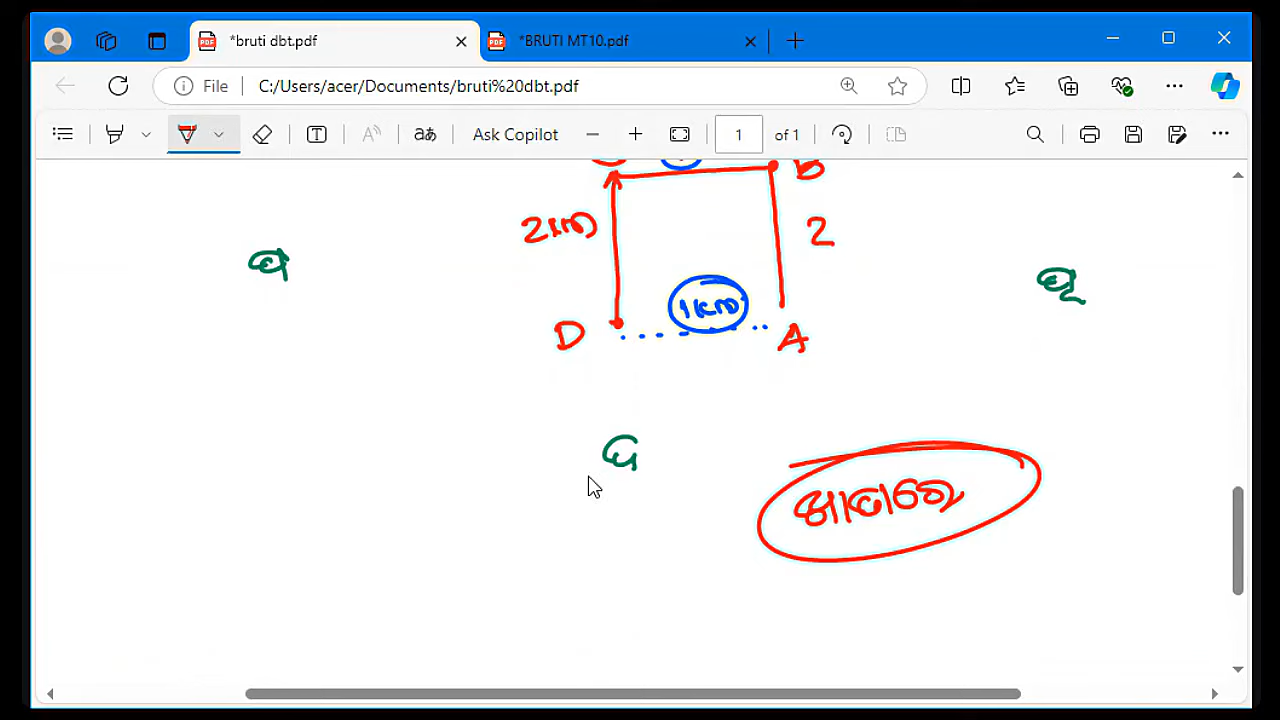 *bruti dbt.pdf
*BRUTI MT10.pdf
File
C:/Users/acer/Documents/bruti%20dbt.pdf
Ask Copilot
1
of 1
B
2km
2
ପୂ
1km
D
A